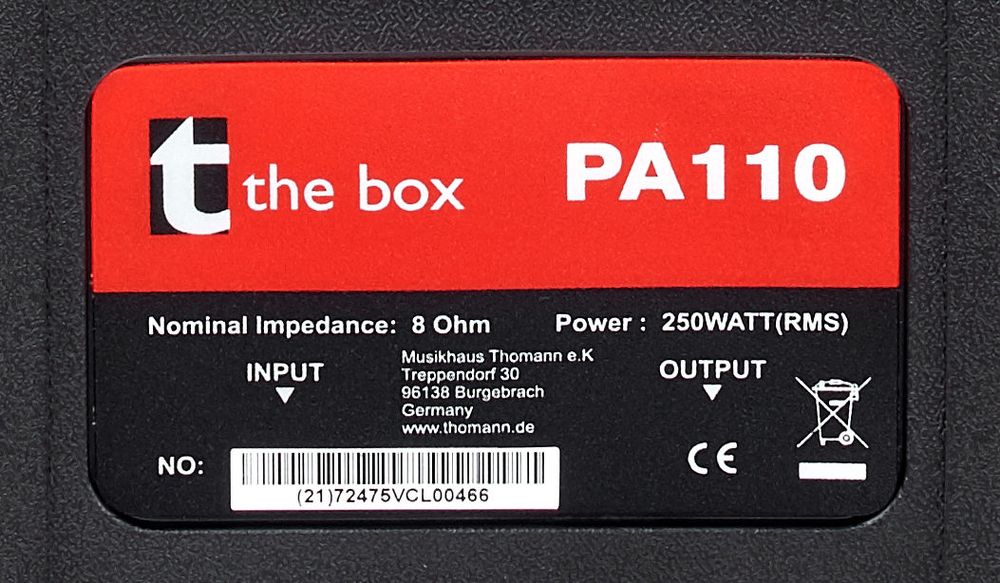 t the box
PA110
Nominal Impedance: 8 Ohm
Power : 250WATT(RMS)
INPUT
Musikhaus Thomann e.K
Treppendorf 30
96138 Burgebrach
Germany
www.thomann.de
OUTPUT
NO:
(21)72475VCL00466
CE